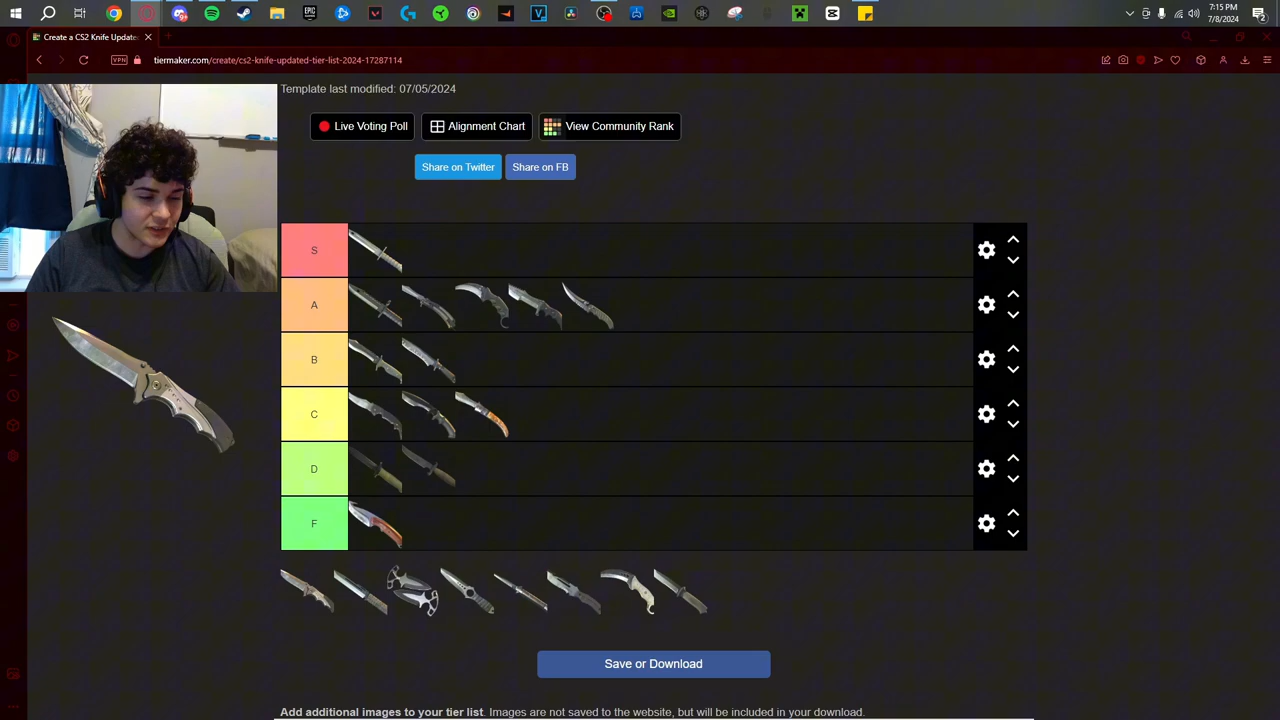 7:15 PM
7/8/2024
2
Create a CS2 Knife Update
VPN
tiermaker.com/create/cs2-knife-updated-tier-list-2024-17287114
Template last modified: 07/05/2024
Live Voting Poll
Alignment Chart
View Community Rank
Share on Twitter
Share on FB
S
A
B
C
D
F
Save or Download
Add additional images to your tier list. Images are not saved to the website, but will be included in your download.